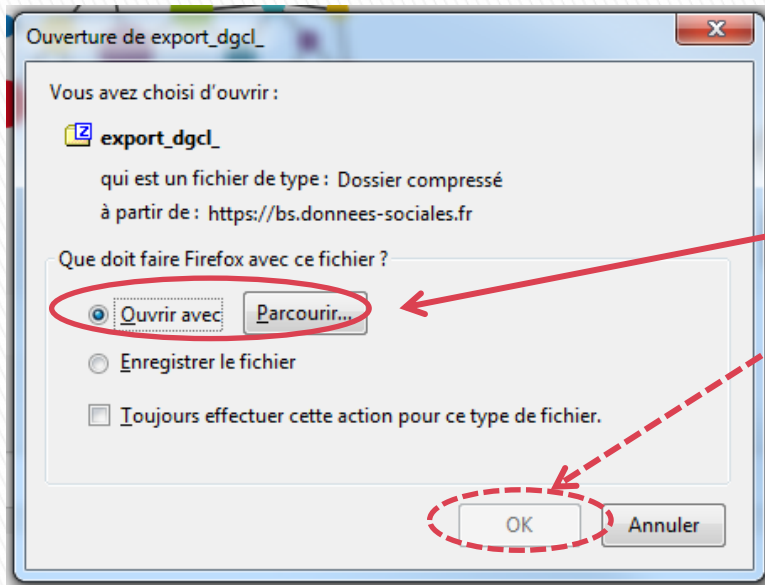 Ouverture de export_dgcl_
x
Vous avez choisi d'ouvrir :
Z export_dgcl_
qui est un fichier de type : Dossier compressé
à partir de : https://bs.donnees-sociales.fr
Que doit faire Firefox avec ce fichier ?
Ouvrir avec Parcourir...
Enregistrer le fichier
Toujours effectuer cette action pour ce type de fichier.
OK Annuler